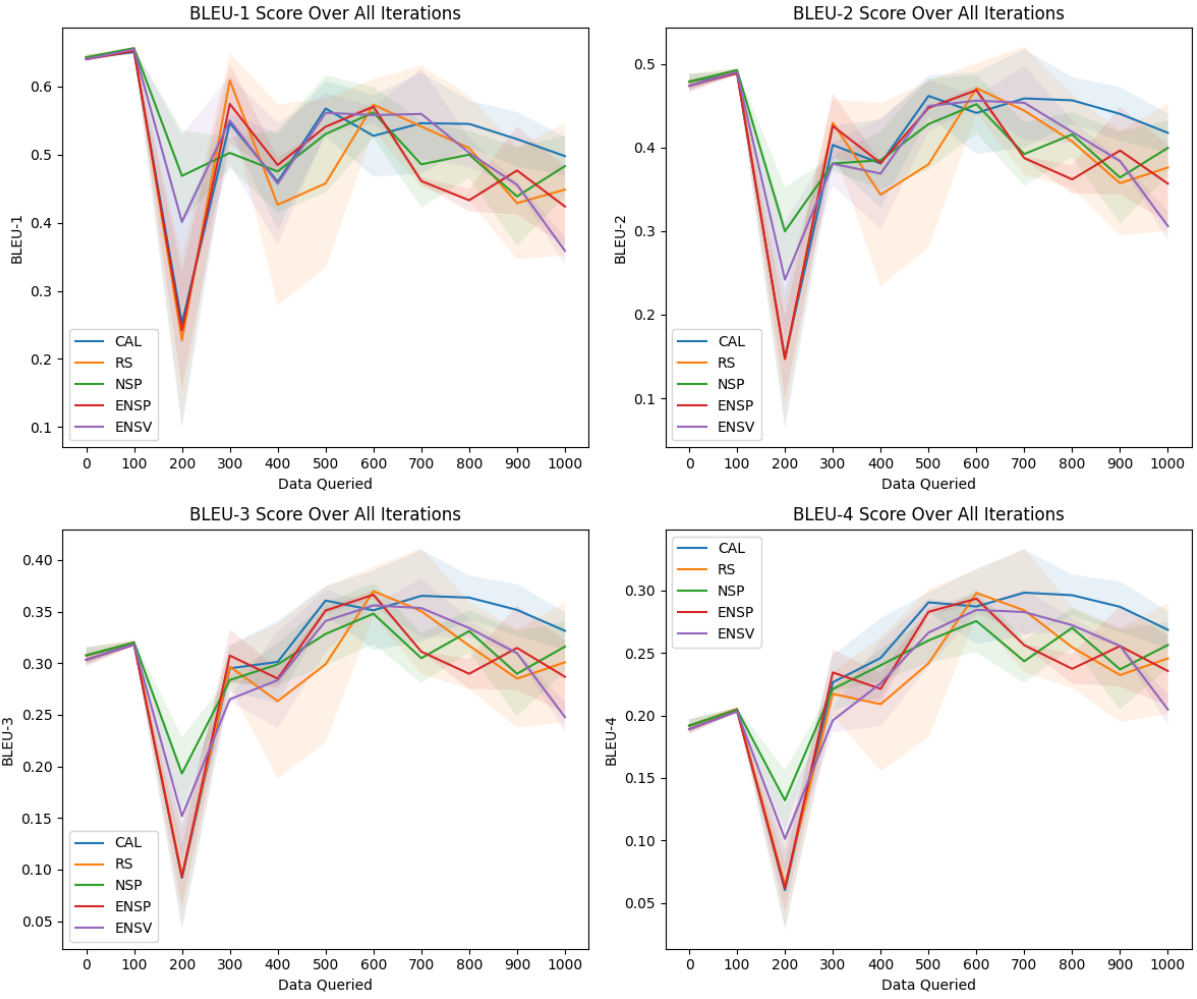 BLEU-1 Score Over All Iterations
BLEU-1
0.6
0.5
0.4
0.3
0.2
0.1
CAL
RS
NSP
ENSP
ENSV
0 100 200 300 400 500 600 700 800 900 1000
Data Queried
BLEU-2 Score Over All Iterations
BLEU-2
0.5
0.4
0.3
0.2
0.1
CAL
RS
NSP
ENSP
ENSV
0 100 200 300 400 500 600 700 800 900 1000
Data Queried
BLEU-3 Score Over All Iterations
BLEU-3
0.40
0.35
0.30
0.25
0.20
0.15
0.10
0.05
CAL
RS
NSP
ENSP
ENSV
0 100 200 300 400 500 600 700 800 900 1000
Data Queried
BLEU-4 Score Over All Iterations
BLEU-4
0.30
0.25
0.20
0.15
0.10
0.05
CAL
RS
NSP
ENSP
ENSV
0 100 200 300 400 500 600 700 800 900 1000
Data Queried